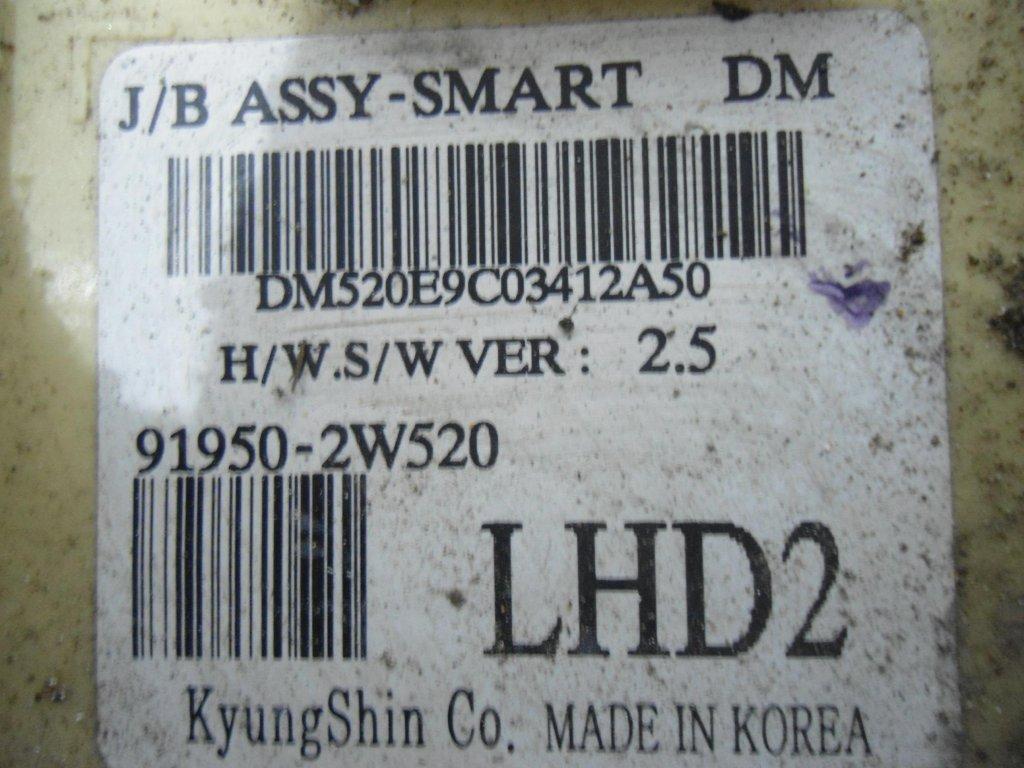 J/B ASSY-SMART DM
DM520E9C03412A50
H/W.S/W VER : 2.5
91950-2W520
LHD2
KyungShin Co. MADE IN KOREA